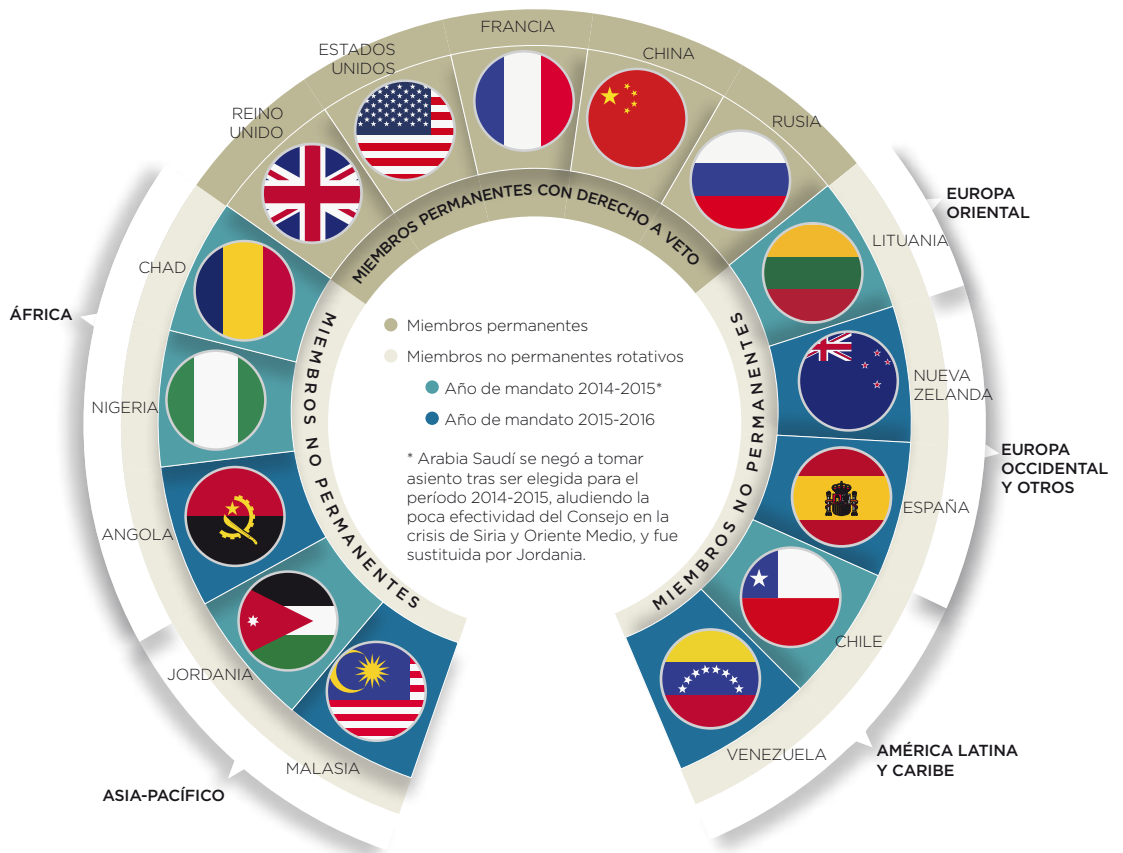 FRANCIA
ESTADOS
UNIDOS
CHINA
REINO
UNIDO
RUSIA
MIEMBROS PERMANENTES CON DERECHO A VETO
EUROPA
ORIENTAL
LITUANIA
CHAD
ÁFRICA
MIEMBROS NO PERMANENTES
MIEMBROS NO PERMANENTES
Miembros permanentes
Miembros no permanentes rotativos
Año de mandato 2014-2015*
Año de mandato 2015-2016
* Arabia Saudí se negó a tomar
asiento tras ser elegida para el
período 2014-2015, aludiendo la
poca efectividad del Consejo en la
crisis de Siria y Oriente Medio, y fue
sustituida por Jordania.
NUEVA
ZELANDA
NIGERIA
EUROPA
OCCIDENTAL
Y OTROS
ESPAÑA
ANGOLA
CHILE
JORDANIA
VENEZUELA
AMÉRICA LATINA
Y CARIBE
MALASIA
ASIA-PACÍFICO